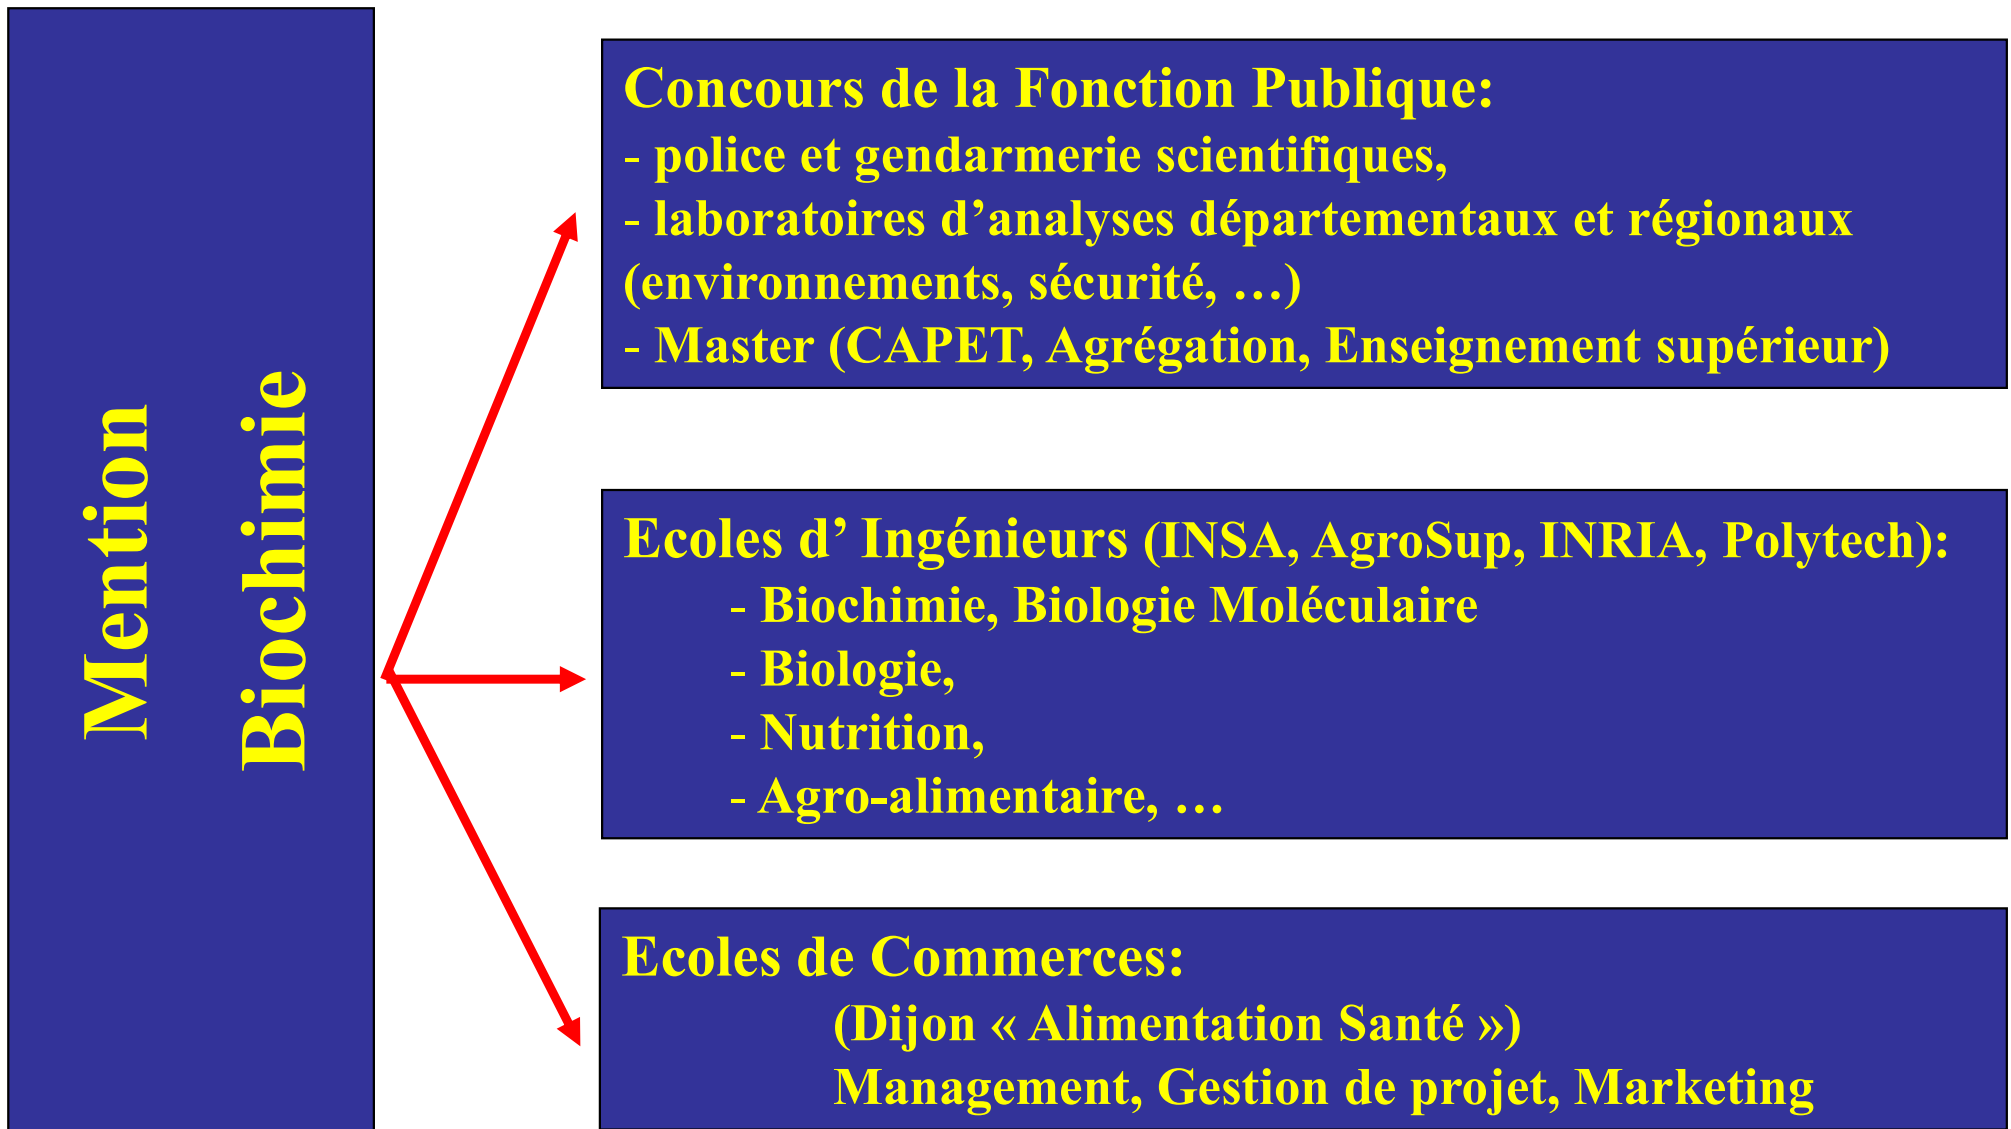 Mention
Biochimie
Concours de la Fonction Publique:
- police et gendarmerie scientifiques,
- laboratoires d’analyses départementaux et régionaux
(environnements, sécurité, …)
- Master (CAPET, Agrégation, Enseignement supérieur)
Ecoles d’ Ingénieurs (INSA, AgroSup, INRIA, Polytech):
- Biochimie, Biologie Moléculaire
- Biologie,
- Nutrition,
- Agro-alimentaire, …
Ecoles de Commerces:
(Dijon « Alimentation Santé »)
Management, Gestion de projet, Marketing